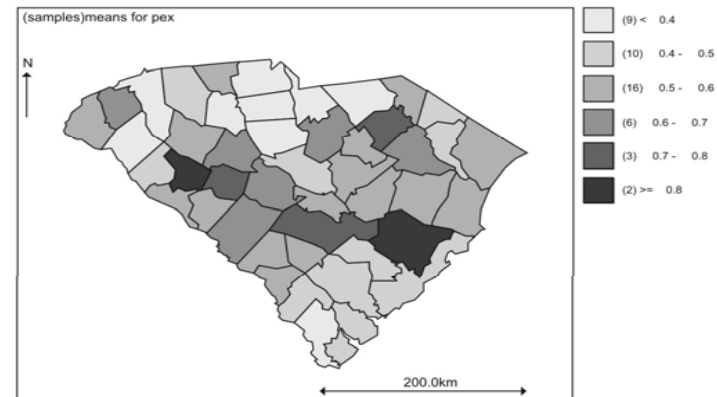 (samples)means for pex
N
(9) < 0.4
(10) 0.4 - 0.5
(16) 0.5 - 0.6
(6) 0.6 - 0.7
(3) 0.7 - 0.8
(2) >= 0.8
200.0km